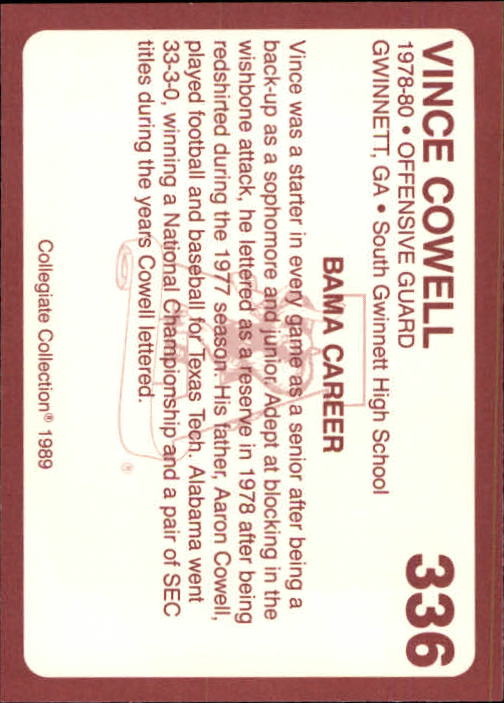 VINCE COWELL
336
1978-80 • OFFENSIVE GUARD
GWINNETT, GA • South Gwinnett High School
BAMA CAREER
Vince was a starter in every game as a senior after being a
back-up as a sophomore and junior. Adept at blocking in the
wishbone attack, he lettered as a reserve in 1978 after being
redshirted during the 1977 season. His father, Aaron Cowell,
played football and baseball for Texas Tech. Alabama went
33-3-0, winning a National Championship and a pair of SEC
titles during the years Cowell lettered.
®
Collegiate Collection® 1989